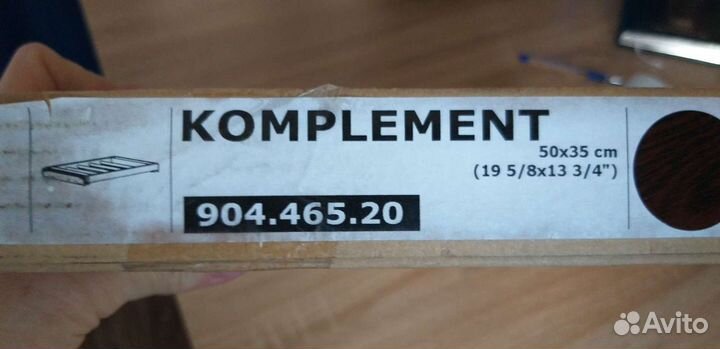 KOMPLEMENT
50x35 cm
(19 5/8x13 3/4")
904.465.20
Avito